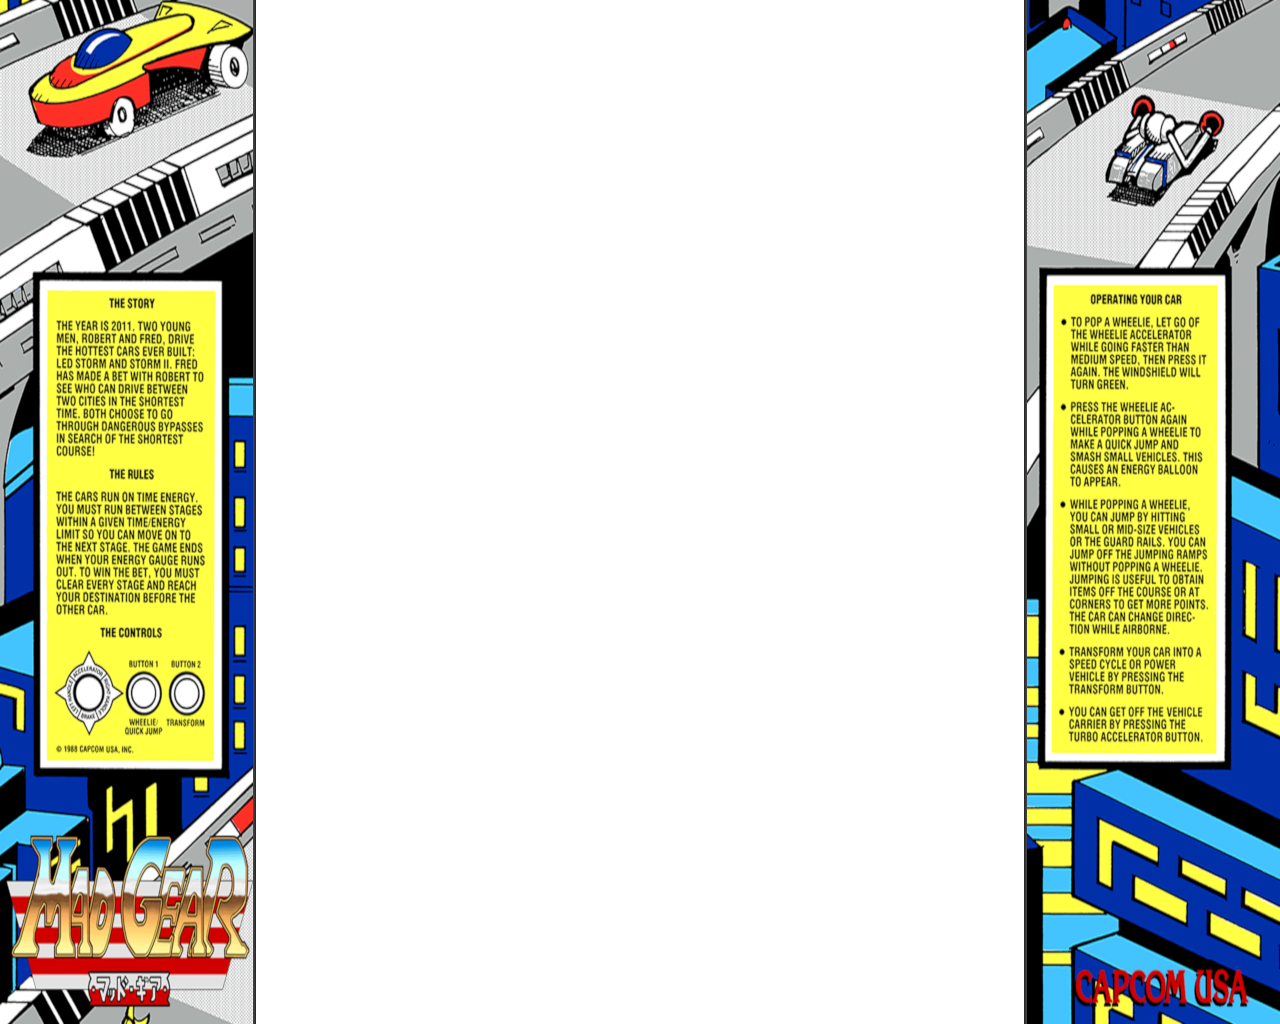 THE STORY
THE YEAR IS 2011. TWO YOUNG
MEN, ROBERT AND FRED, DRIVE
THE HOTTEST CARS EVER BUILT:
LED STORM AND STORM II. FRED
HAS MADE A BET WITH ROBERT TO
SEE WHO CAN DRIVE BETWEEN
TWO CITIES IN THE SHORTEST
TIME. BOTH CHOOSE TO GO
THROUGH DANGEROUS BYPASSES
IN SEARCH OF THE SHORTEST
COURSE!
THE RULES
THE CARS RUN ON TIME ENERGY.
YOU MUST RUN BETWEEN STAGES
WITHIN A GIVEN TIME/ENERGY
LIMIT SO YOU CAN MOVE ON TO
THE NEXT STAGE. THE GAME ENDS
WHEN YOUR ENERGY GAUGE RUNS
OUT. TO WIN THE BET, YOU MUST
CLEAR EVERY STAGE AND REACH
YOUR DESTINATION BEFORE THE
OTHER CAR.
THE CONTROLS
ACCELERATOR
RIGHT HANDLE
BRAKE
LEFT HANDLE
BUTTON 1
BUTTON 2
WHEELIE/
QUICK JUMP
TRANSFORM
© 1988 CAPCOM USA, INC.
MAD GEAR
マッド・ギア
OPERATING YOUR CAR
• TO POP A WHEELIE, LET GO OF
THE WHEELIE ACCELERATOR
WHILE GOING FASTER THAN
MEDIUM SPEED, THEN PRESS IT
AGAIN. THE WINDSHIELD WILL
TURN GREEN.
• PRESS THE WHEELIE AC-
CELERATOR BUTTON AGAIN
WHILE POPPING A WHEELIE TO
MAKE A QUICK JUMP AND
SMASH SMALL VEHICLES. THIS
CAUSES AN ENERGY BALLOON
TO APPEAR.
• WHILE POPPING A WHEELIE,
YOU CAN JUMP BY HITTING
SMALL OR MID-SIZE VEHICLES
OR THE GUARD RAILS. YOU CAN
JUMP OFF THE JUMPING RAMPS
WITHOUT POPPING A WHEELIE.
JUMPING IS USEFUL TO OBTAIN
ITEMS OFF THE COURSE OR AT
CORNERS TO GET MORE POINTS.
THE CAR CAN CHANGE DIREC-
TION WHILE AIRBORNE.
• TRANSFORM YOUR CAR INTO A
SPEED CYCLE OR POWER
VEHICLE BY PRESSING THE
TRANSFORM BUTTON.
• YOU CAN GET OFF THE VEHICLE
CARRIER BY PRESSING THE
TURBO ACCELERATOR BUTTON.
CAPCOM USA